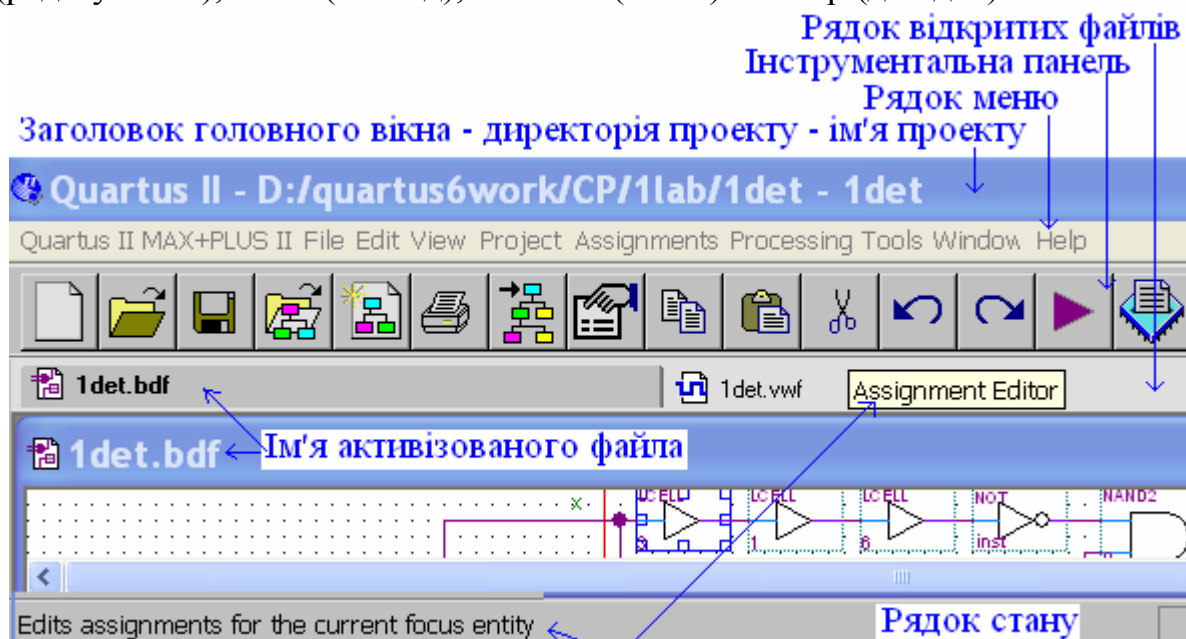 Рядок відкритих файлів
Інструментальна панель
Рядок меню
Заголовок головного вікна - директорія проекту - ім'я проекту
Quartus II - D:/quartus6work/CP/1lab/1det - 1det
Quartus II MAX+PLUS II File Edit View Project Assignments Processing Tools Window Help
1det.bdf 1det.vwf Assignment Editor
1det.bdf Ім'я активізованого файла
LCELL LCELL LCELL NOT NAND2
x
1 6 inst
Edits assignments for the current focus entity Рядок стану